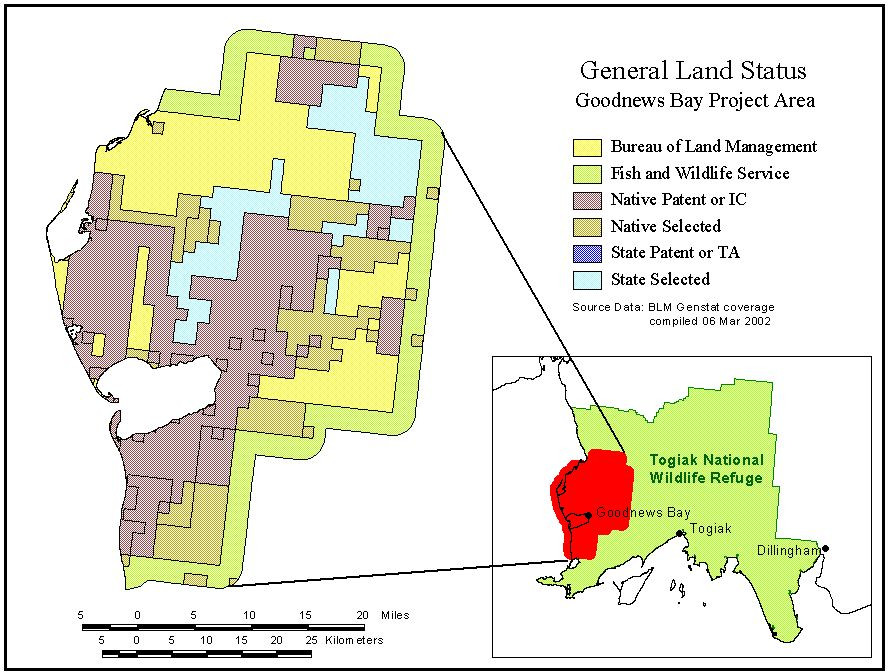 General Land Status
Goodnews Bay Project Area
Bureau of Land Management
Fish and Wildlife Service
Native Patent or IC
Native Selected
State Patent or TA
State Selected
Source Data: BLM Genstat coverage
compiled 06 Mar 2002
Togiak National
Wildlife Refuge
Goodnews Bay
Togiak
Dillingham
5 0 5 10 15 20 Miles
5 0 5 10 15 20 25 Kilometers